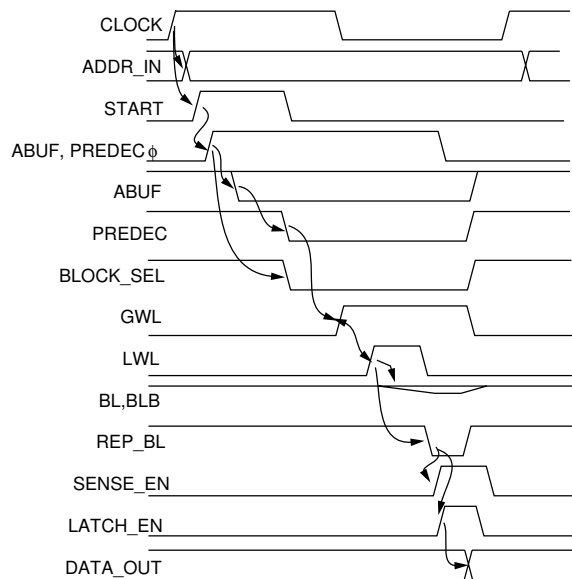 CLOCK
ADDR_IN
START
ABUF, PREDEC ϕ
ABUF
PREDEC
BLOCK_SEL
GWL
LWL
BL,BLB
REP_BL
SENSE_EN
LATCH_EN
DATA_OUT